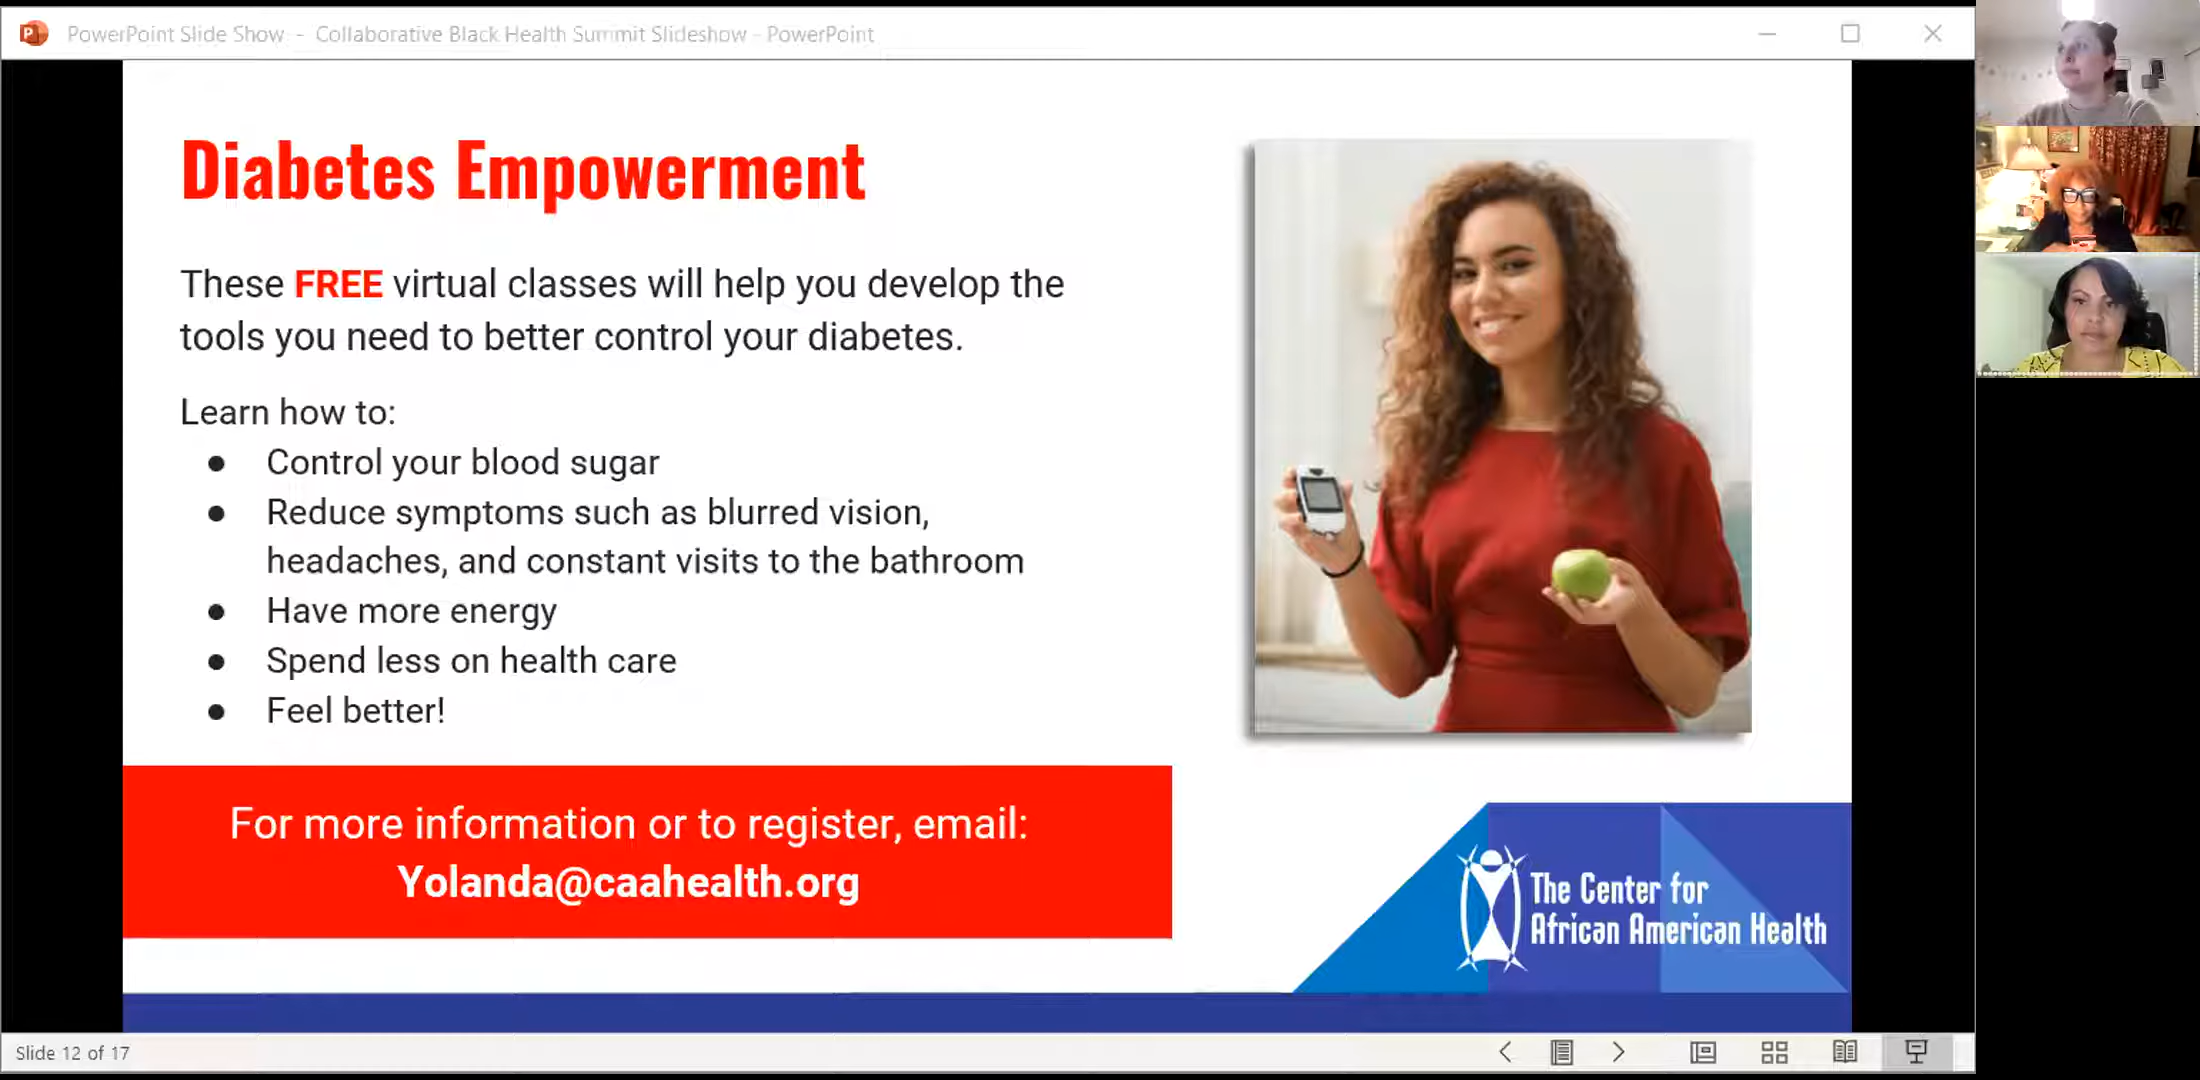 PowerPoint Slide Show - Collaborative Black Health Summit Slideshow - PowerPoint
Diabetes Empowerment
These FREE virtual classes will help you develop the
tools you need to better control your diabetes.
Learn how to:
● Control your blood sugar
● Reduce symptoms such as blurred vision,
headaches, and constant visits to the bathroom
● Have more energy
● Spend less on health care
● Feel better!
For more information or to register, email:
Yolanda@caahealth.org
The Center for
African American Health
Slide 12 of 17